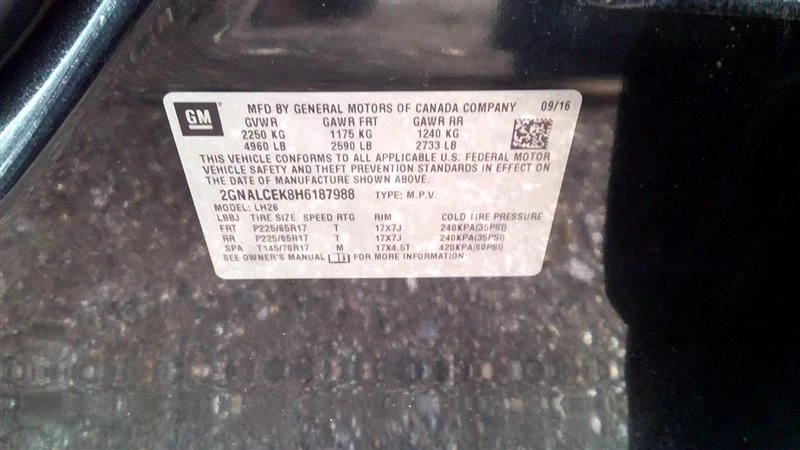 GM ® MFD BY GENERAL MOTORS OF CANADA COMPANY 09/16
GVWR GAWR FRT GAWR RR
2250 KG 1175 KG 1240 KG
4960 LB 2590 LB 2733 LB
THIS VEHICLE CONFORMS TO ALL APPLICABLE U.S. FEDERAL MOTOR
VEHICLE SAFETY AND THEFT PREVENTION STANDARDS IN EFFECT ON
THE DATE OF MANUFACTURE SHOWN ABOVE.
2GNALCEK8H6187988 TYPE: M.P.V.
MODEL: LH26
LBBJ TIRE SIZE SPEED RTG RIM COLD TIRE PRESSURE
FRT P225/65R17 T 17X7J 240KPA(35PSI)
RR P225/65R17 T 17X7J 240KPA(35PSI)
SPA T145/70R17 M 17X4.5T 420KPA(60PSI)
SEE OWNER'S MANUAL FOR MORE INFORMATION